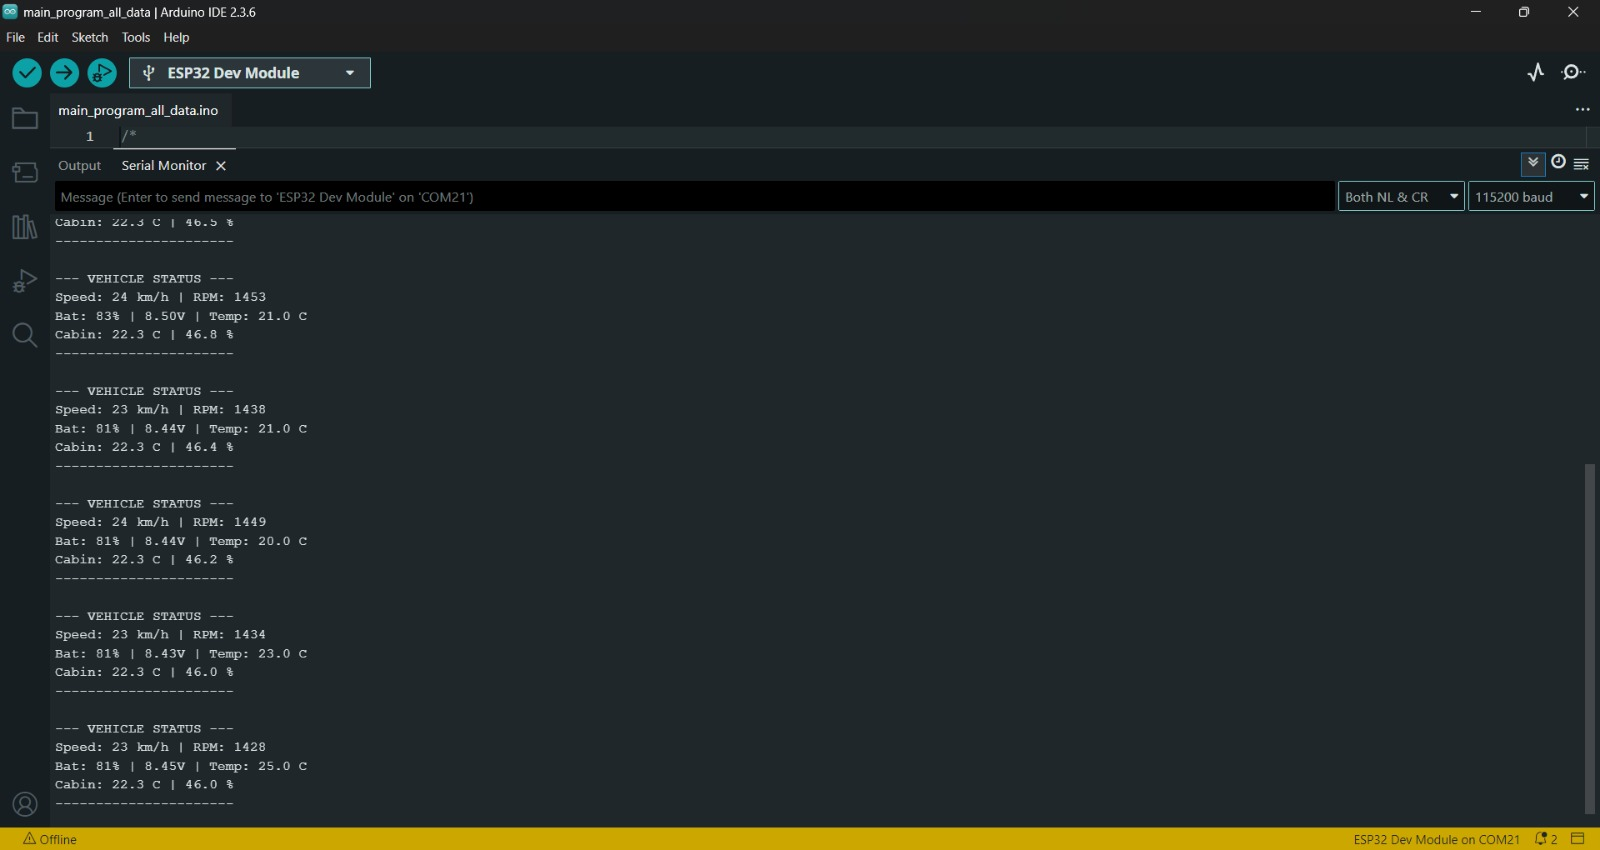 main_program_all_data | Arduino IDE 2.3.6
File Edit Sketch Tools Help
ESP32 Dev Module
main_program_all_data.ino
1 /*
Output Serial Monitor
Message (Enter to send message to 'ESP32 Dev Module' on 'COM21') Both NL & CR 115200 baud
Cabin: 22.3 C | 46.5 %
----------------------
--- VEHICLE STATUS ---
Speed: 24 km/h | RPM: 1453
Bat: 83% | 8.50V | Temp: 21.0 C
Cabin: 22.3 C | 46.8 %
----------------------
--- VEHICLE STATUS ---
Speed: 23 km/h | RPM: 1438
Bat: 81% | 8.44V | Temp: 21.0 C
Cabin: 22.3 C | 46.4 %
----------------------
--- VEHICLE STATUS ---
Speed: 24 km/h | RPM: 1449
Bat: 81% | 8.44V | Temp: 20.0 C
Cabin: 22.3 C | 46.2 %
----------------------
--- VEHICLE STATUS ---
Speed: 23 km/h | RPM: 1434
Bat: 81% | 8.43V | Temp: 23.0 C
Cabin: 22.3 C | 46.0 %
----------------------
--- VEHICLE STATUS ---
Speed: 23 km/h | RPM: 1428
Bat: 81% | 8.45V | Temp: 25.0 C
Cabin: 22.3 C | 46.0 %
----------------------
Offline ESP32 Dev Module on COM21 2